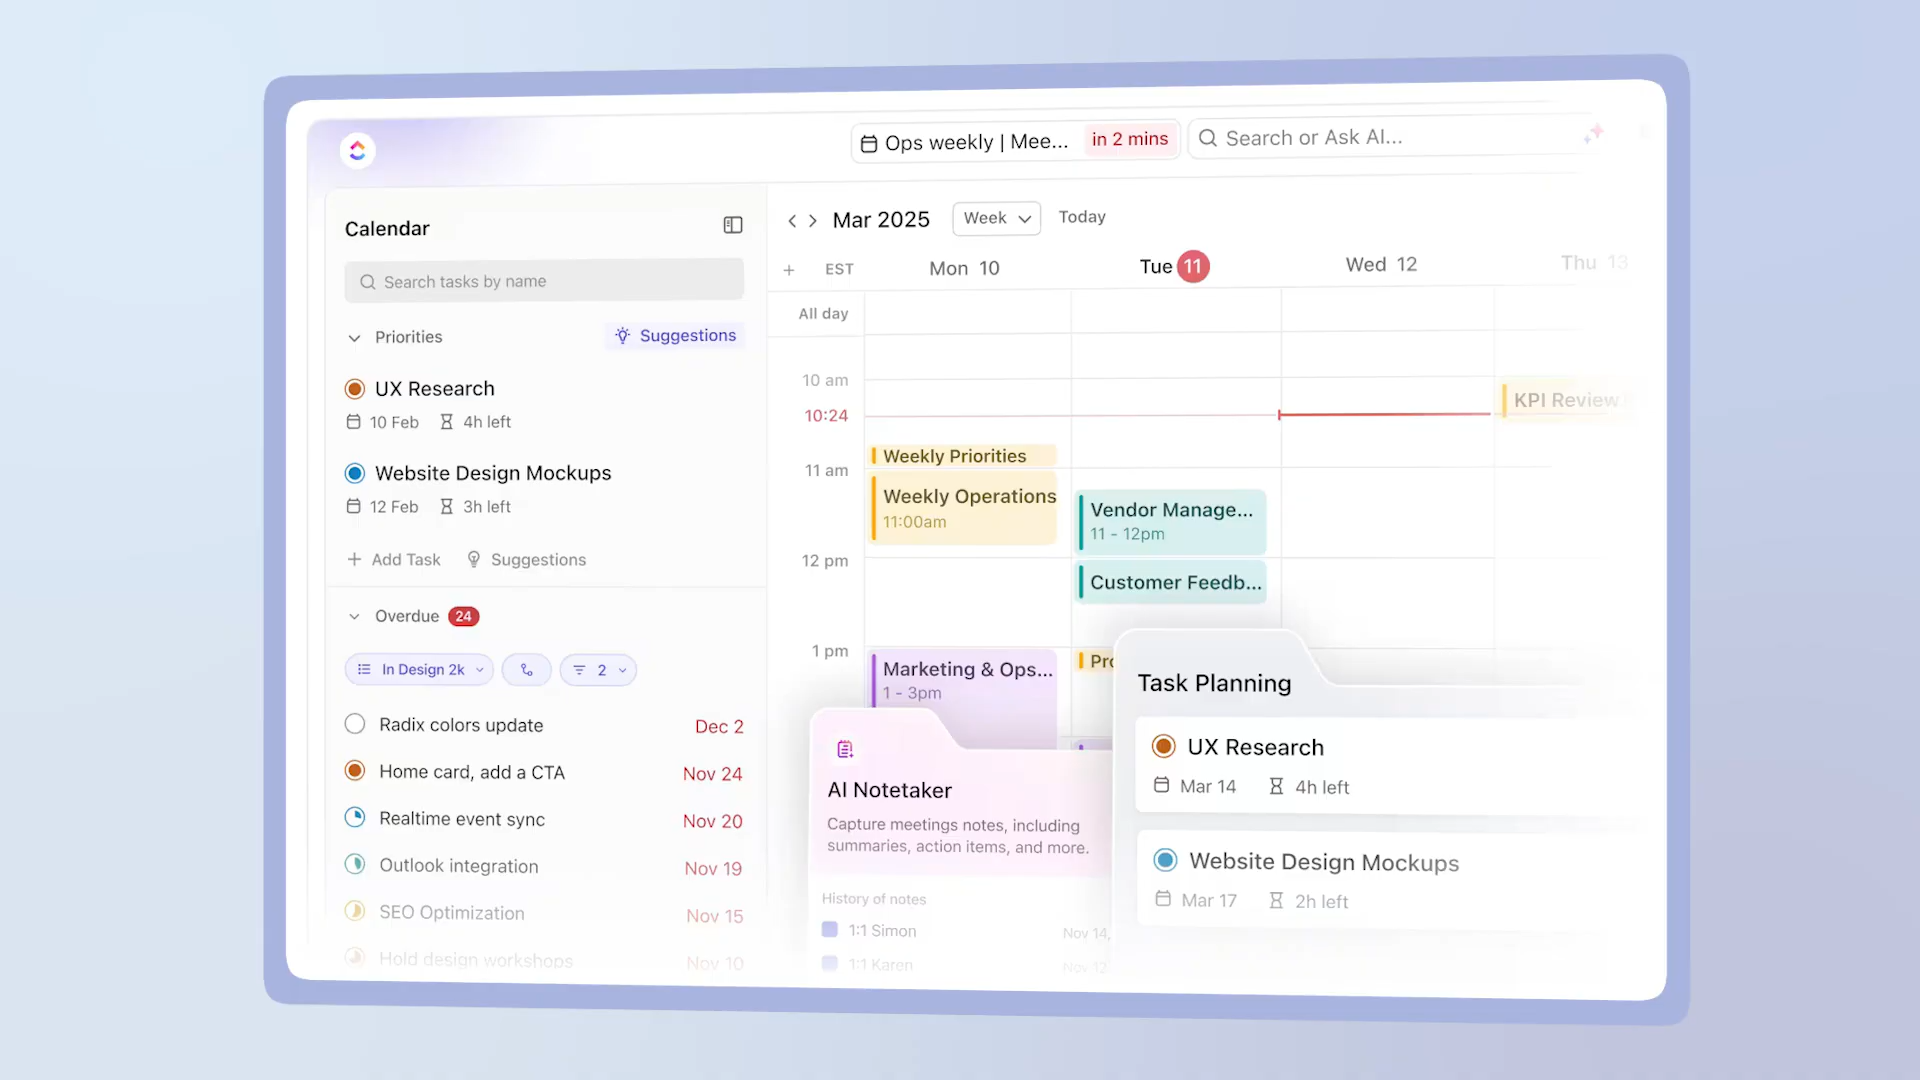 Ops weekly | Mee... in 2 mins
Search or Ask AI...
Calendar
Search tasks by name
Priorities
Suggestions
UX Research
10 Feb 4h left
Website Design Mockups
12 Feb 3h left
Add Task Suggestions
Overdue 24
In Design 2k 2
Radix colors update Dec 2
Home card, add a CTA Nov 24
Realtime event sync Nov 20
Outlook integration Nov 19
SEO Optimization Nov 15
Hold design workshops Nov 10
Mar 2025 Week Today
EST Mon 10 Tue 11 Wed 12 Thu 13
All day
10 am
10:24
11 am
12 pm
1 pm
KPI Review
Weekly Priorities
Weekly Operations
11:00am
Vendor Manage...
11 - 12pm
Customer Feedb...
Marketing & Ops...
1 - 3pm
AI Notetaker
Capture meetings notes, including
summaries, action items, and more.
History of notes
1:1 Simon Nov 14,
1:1 Karen Nov 12
Task Planning
UX Research
Mar 14 4h left
Website Design Mockups
Mar 17 2h left